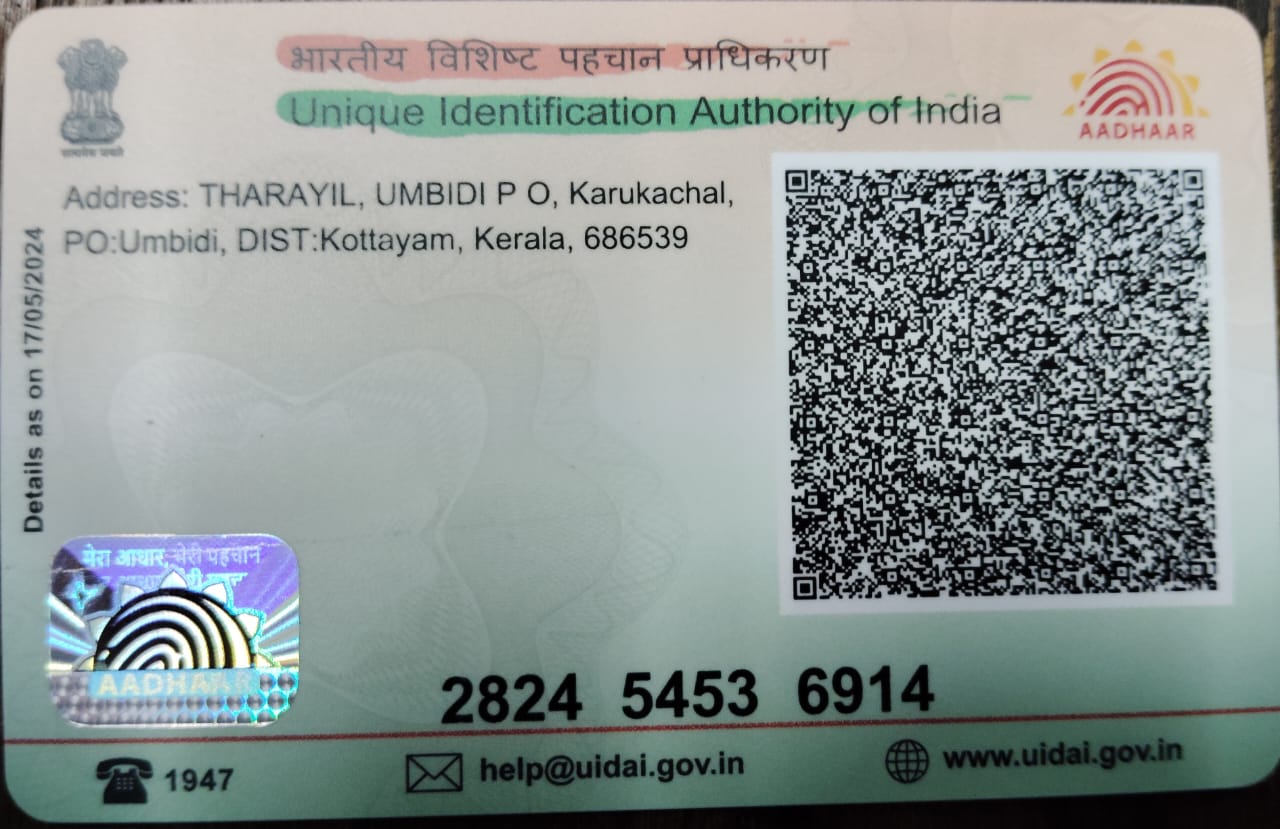 भारतीय विशिष्ट पहचान प्राधिकरण
Unique Identification Authority of India
AADHAAR
सत्यमेव जयते
Address: THARAYIL, UMBIDI P O, Karukachal,
PO:Umbidi, DIST:Kottayam, Kerala, 686539
Details as on 17/05/2024
मेरा आधार, मेरी पहचान
AADHAAR
2824 5453 6914
1947
help@uidai.gov.in
www.uidai.gov.in